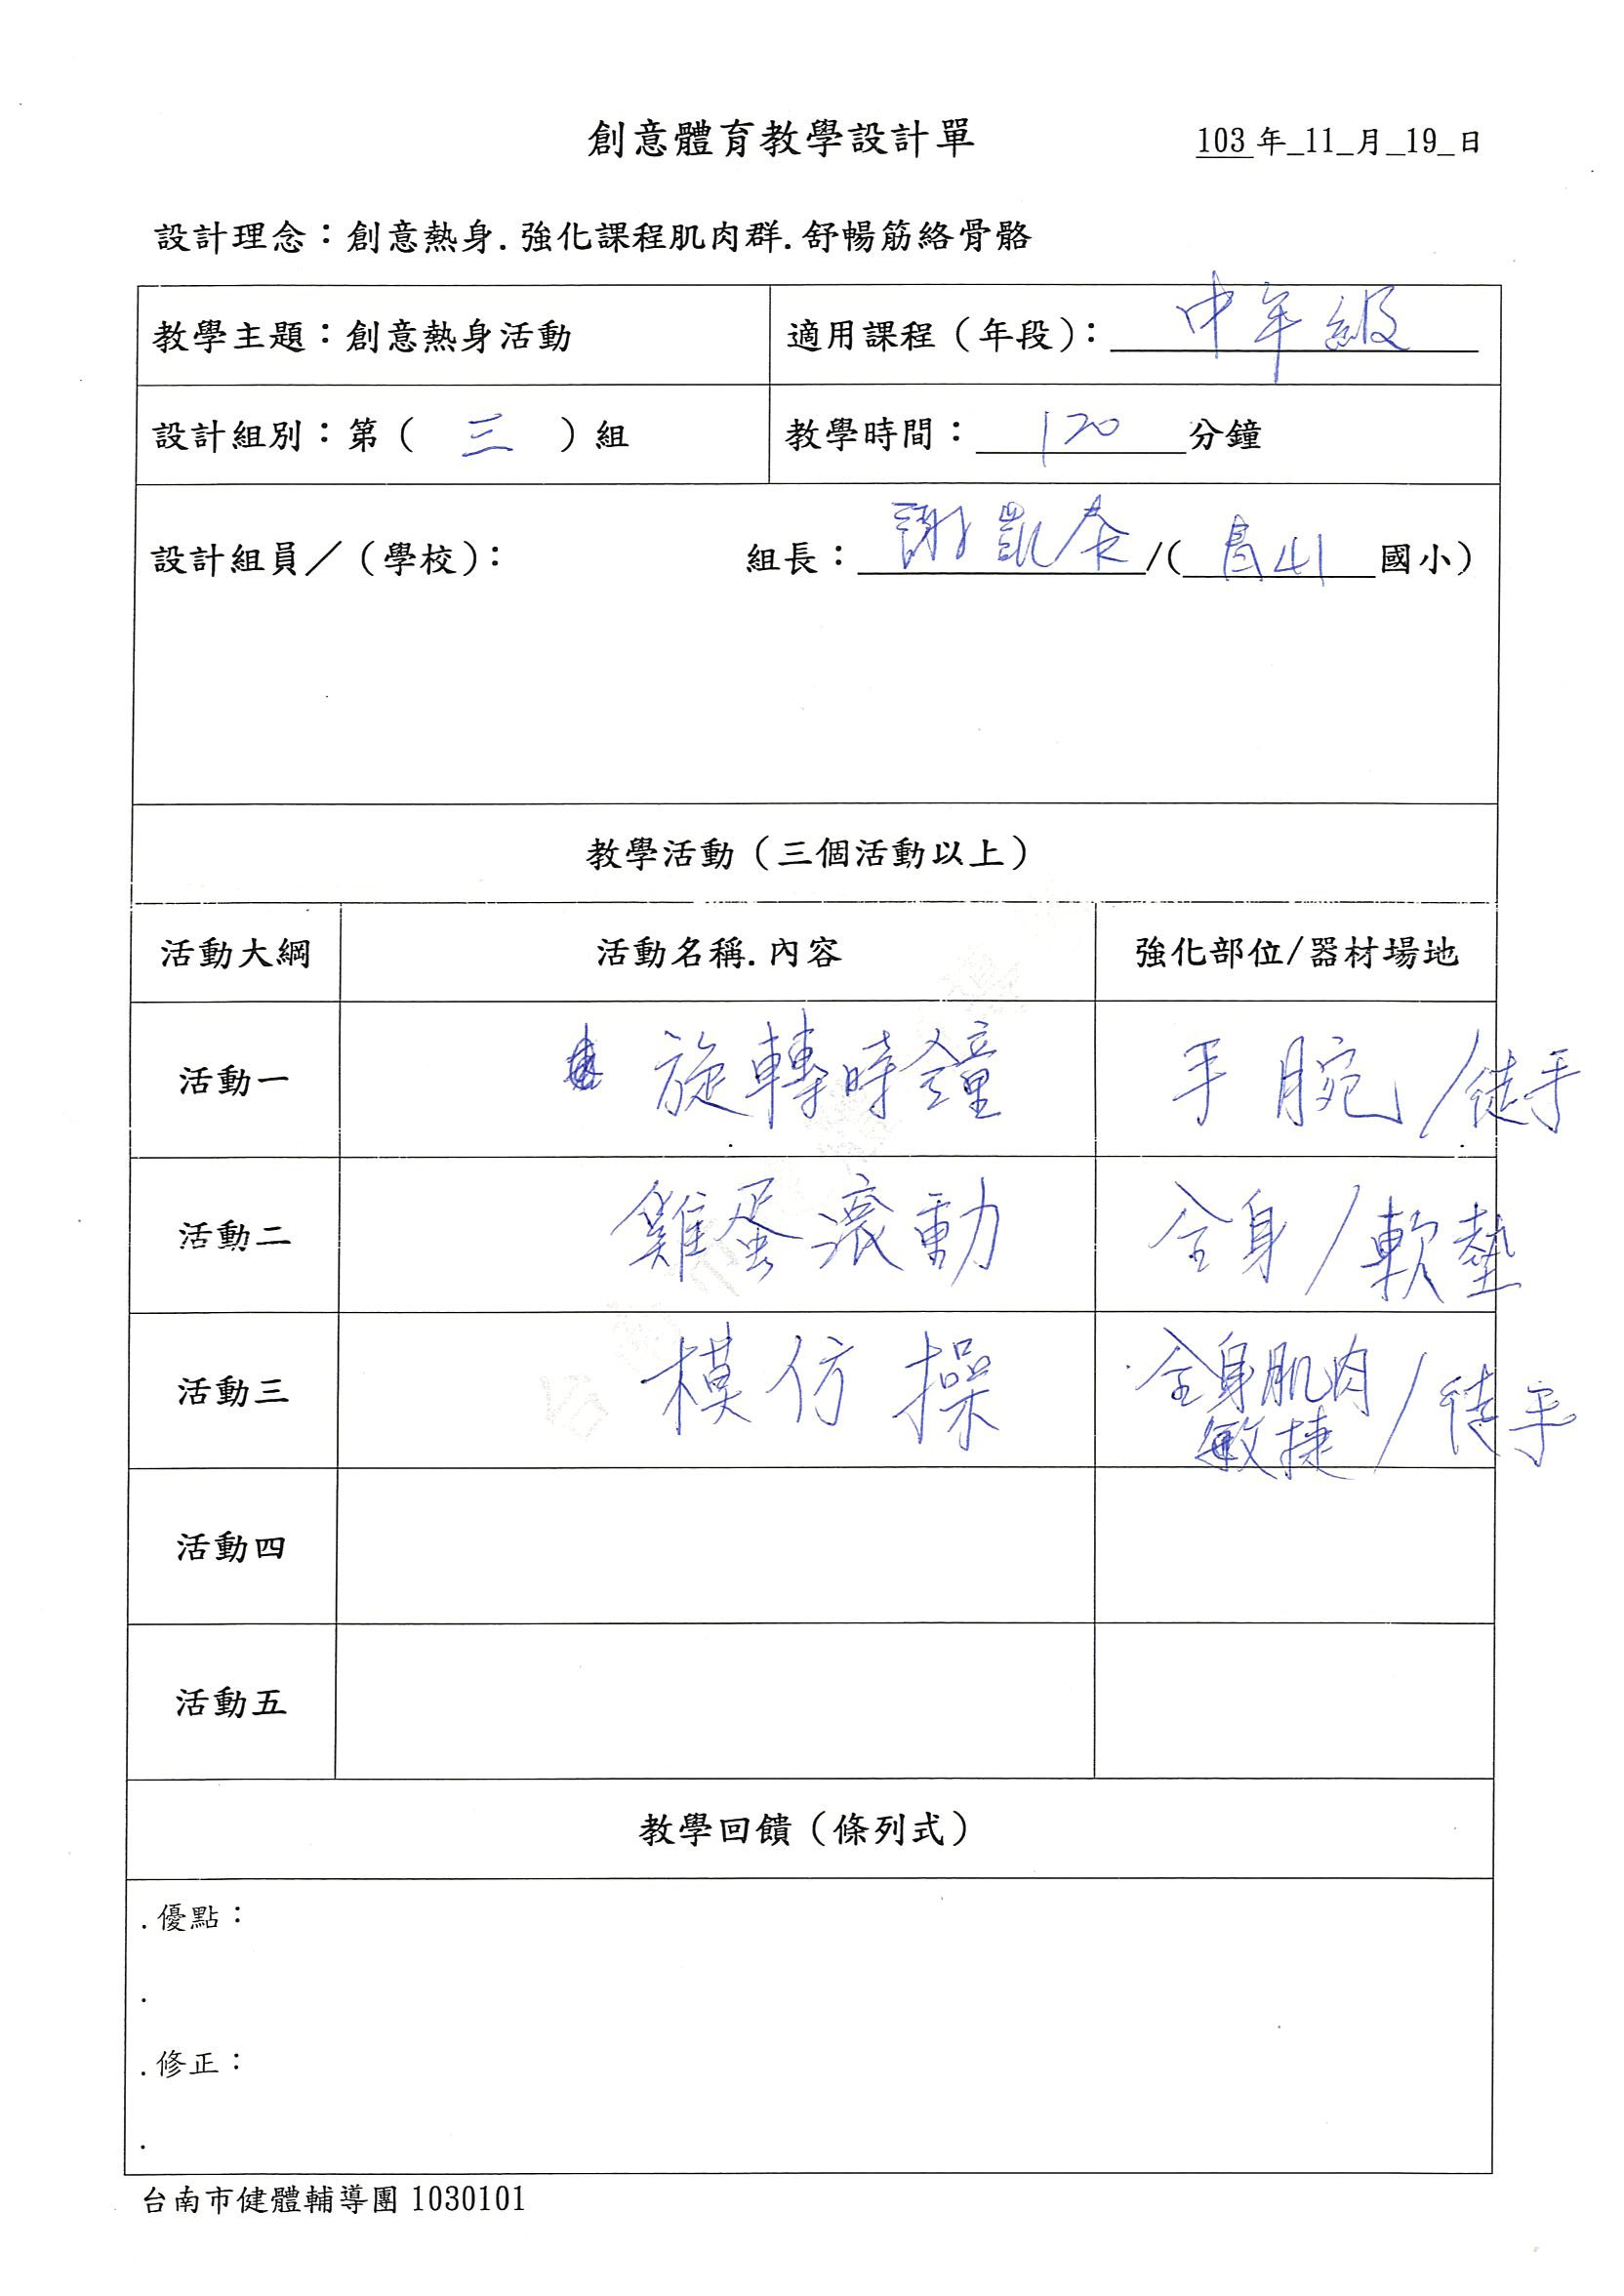 創意體育教學設計單 103年_11_月_19_日
設計理念：創意熱身.強化課程肌肉群.舒暢筋絡骨骼
教學主題：創意熱身活動 適用課程（年段）：中年級
設計組別：第（三）組 教學時間：120分鐘
設計組員／（學校）： 組長：謝凱泰/(山國小)
教學活動（三個活動以上）
活動大綱 活動名稱.內容 強化部位/器材場地
活動一 旋轉時鐘 手腕/徒手
活動二 雞蛋滾動 全身/軟墊
活動三 模仿操 全身肌肉敏捷/徒手
活動四
活動五
教學回饋（條列式）
.優點：
.
.修正：
.
台南市健體輔導團 1030101